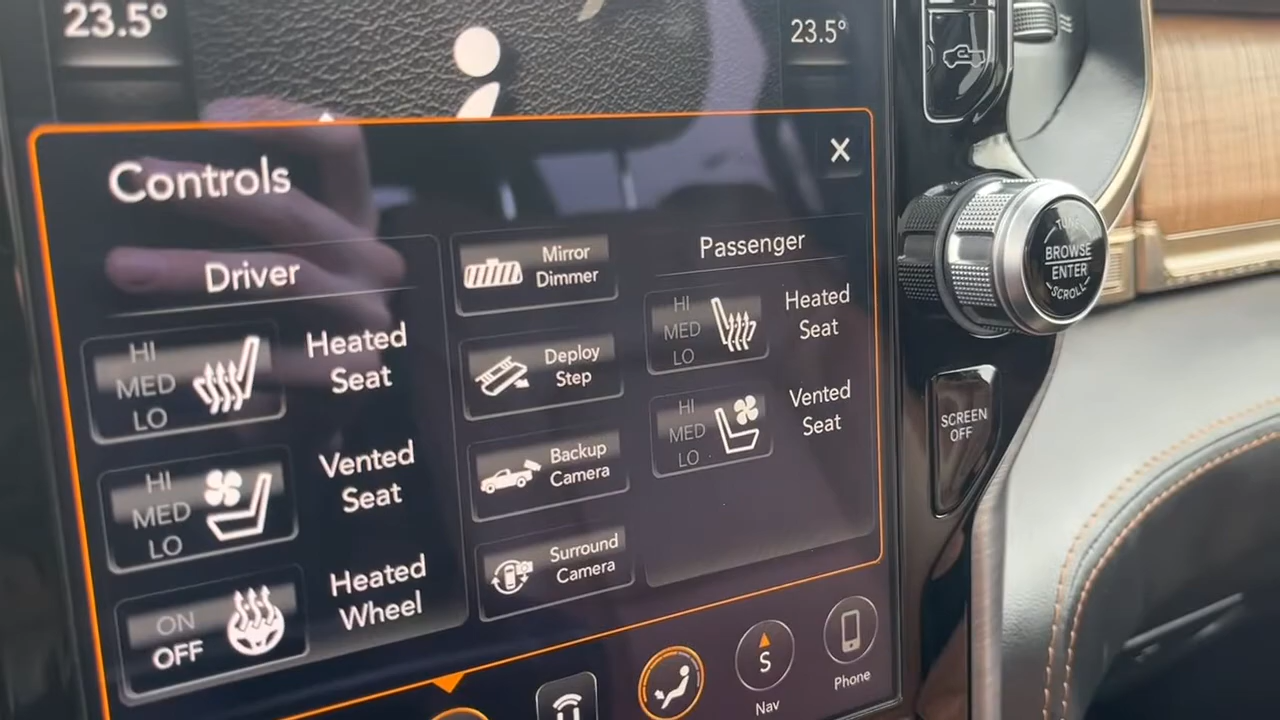 23.5°
23.5°
Controls
X
Driver
HI
MED
LO
Heated
Seat
HI
MED
LO
Vented
Seat
ON
OFF
Heated
Wheel
Mirror
Dimmer
Deploy
Step
Backup
Camera
Surround
Camera
Passenger
HI
MED
LO
Heated
Seat
HI
MED
LO
Vented
Seat
S
Nav
Phone
TUNE
BROWSE
ENTER
SCROLL
SCREEN
OFF